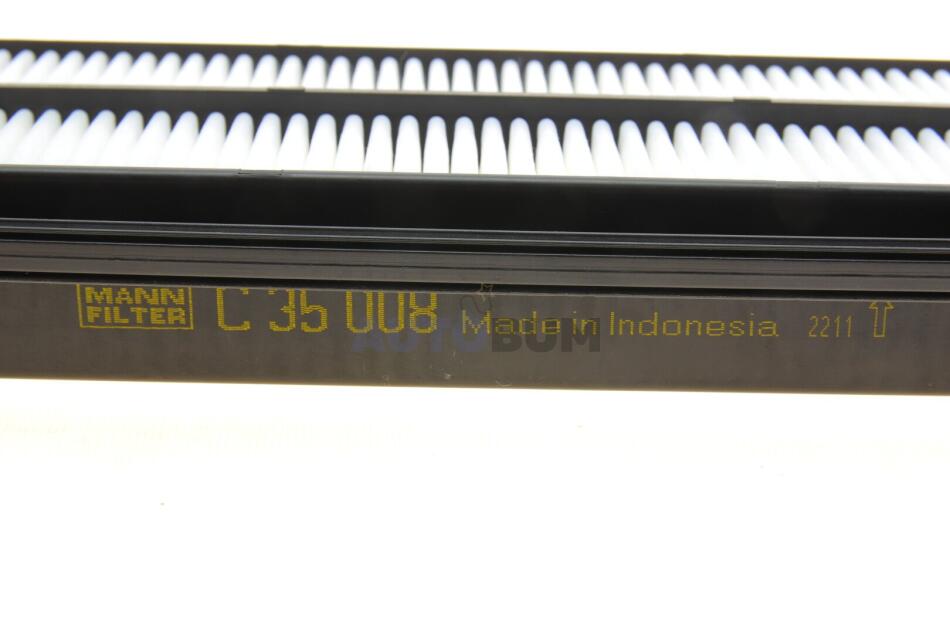 MANN
FILTER
C 35 008 Made in Indonesia 2211
AUTOBUM